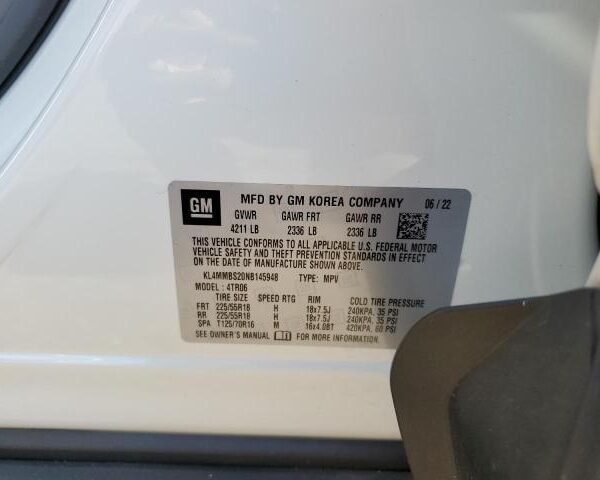 GM MFD BY GM KOREA COMPANY 06 / 22
GVWR GAWR FRT GAWR RR
4211 LB 2336 LB 2336 LB
THIS VEHICLE CONFORMS TO ALL APPLICABLE U.S. FEDERAL MOTOR
VEHICLE SAFETY AND THEFT PREVENTION STANDARDS IN EFFECT
ON THE DATE OF MANUFACTURE SHOWN ABOVE.
KL4MMBS20NB145948 TYPE: MPV
MODEL : 4TR06
TIRE SIZE SPEED RTG RIM COLD TIRE PRESSURE
FRT 225/55R18 H 18x7.5J 240KPA, 35 PSI
RR 225/55R18 H 18x7.5J 240KPA, 35 PSI
SPA T125/70R16 M 16x4.0BT 420KPA, 60 PSI
SEE OWNER'S MANUAL FOR MORE INFORMATION.